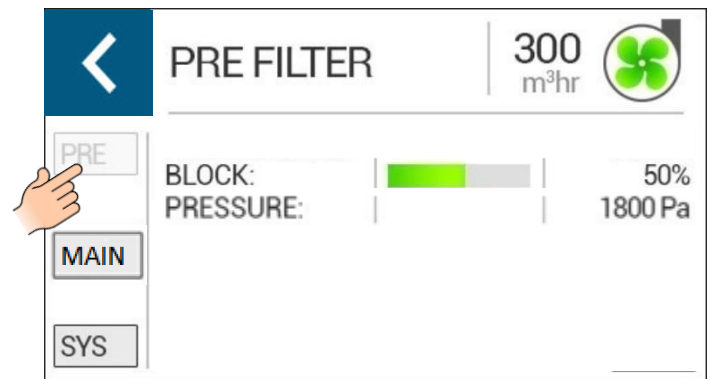 PRE FILTER
300
m³hr
PRE
BLOCK:
50%
PRESSURE:
1800 Pa
MAIN
SYS